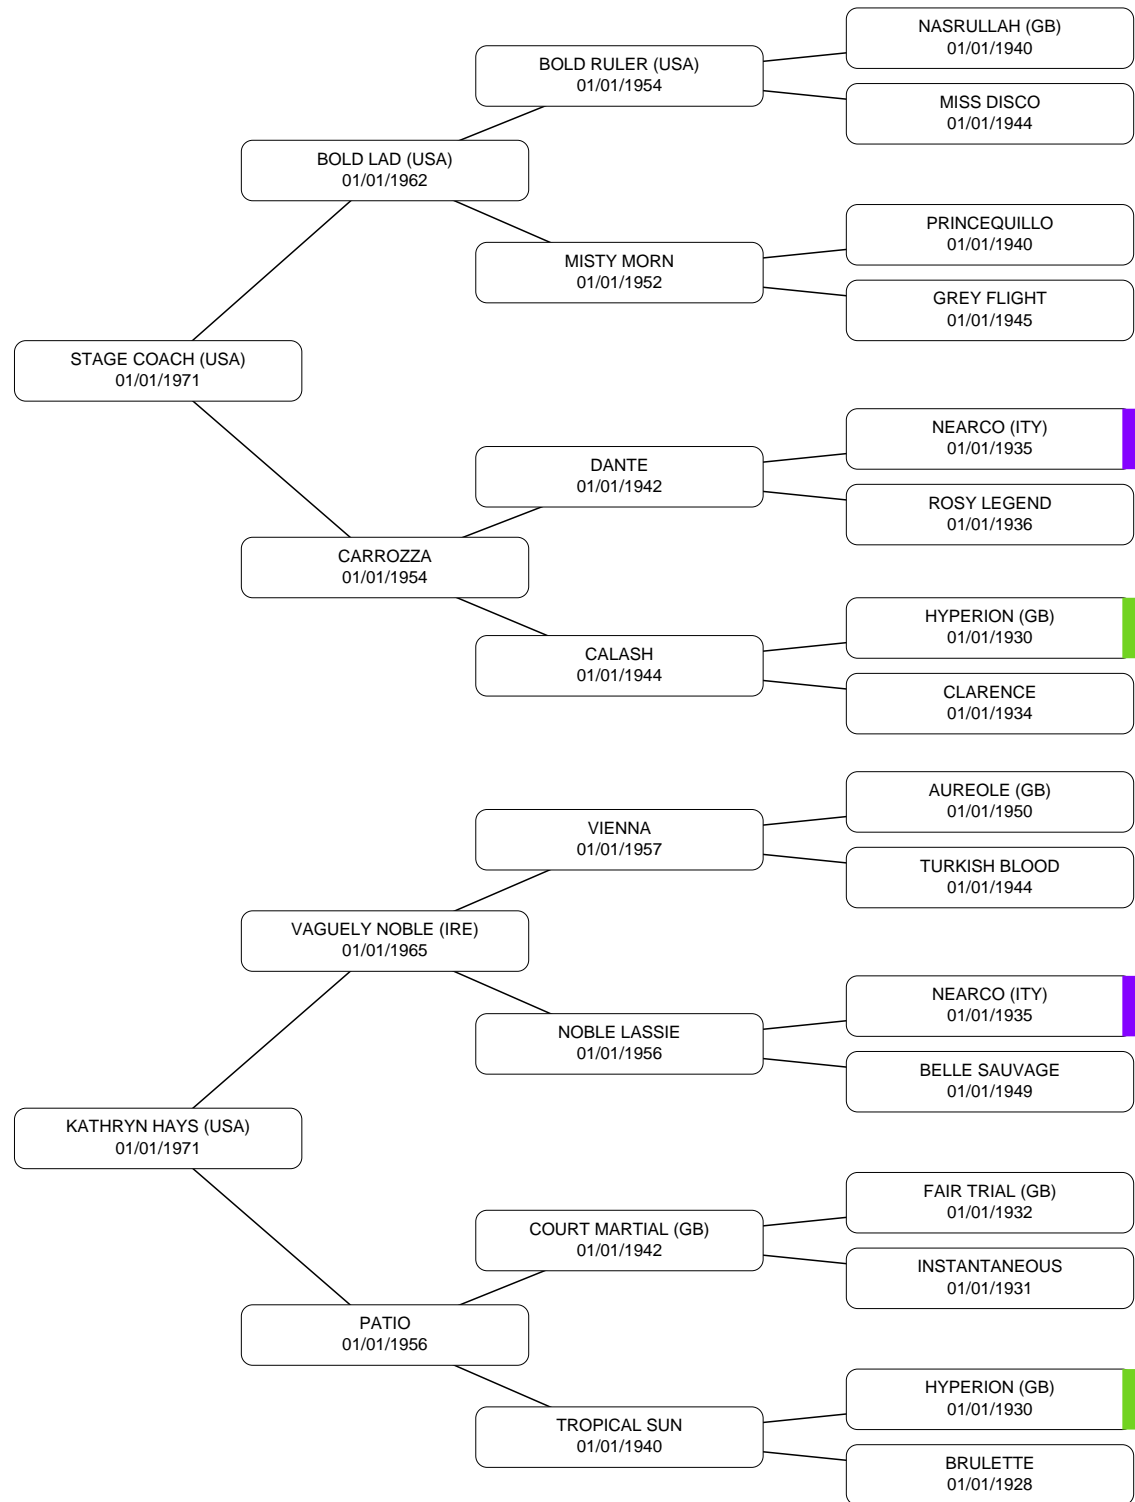 NASRULLAH (GB)
01/01/1940
BOLD RULER (USA)
01/01/1954
MISS DISCO
01/01/1944
BOLD LAD (USA)
01/01/1962
PRINCEQUILLO
01/01/1940
MISTY MORN
01/01/1952
GREY FLIGHT
01/01/1945
STAGE COACH (USA)
01/01/1971
NEARCO (ITY)
01/01/1935
DANTE
01/01/1942
ROSY LEGEND
01/01/1936
CARROZZA
01/01/1954
HYPERION (GB)
01/01/1930
CALASH
01/01/1944
CLARENCE
01/01/1934
AUREOLE (GB)
01/01/1950
VIENNA
01/01/1957
TURKISH BLOOD
01/01/1944
VAGUELY NOBLE (IRE)
01/01/1965
NEARCO (ITY)
01/01/1935
NOBLE LASSIE
01/01/1956
BELLE SAUVAGE
01/01/1949
KATHRYN HAYS (USA)
01/01/1971
FAIR TRIAL (GB)
01/01/1932
COURT MARTIAL (GB)
01/01/1942
INSTANTANEOUS
01/01/1931
PATIO
01/01/1956
HYPERION (GB)
01/01/1930
TROPICAL SUN
01/01/1940
BRULETTE
01/01/1928